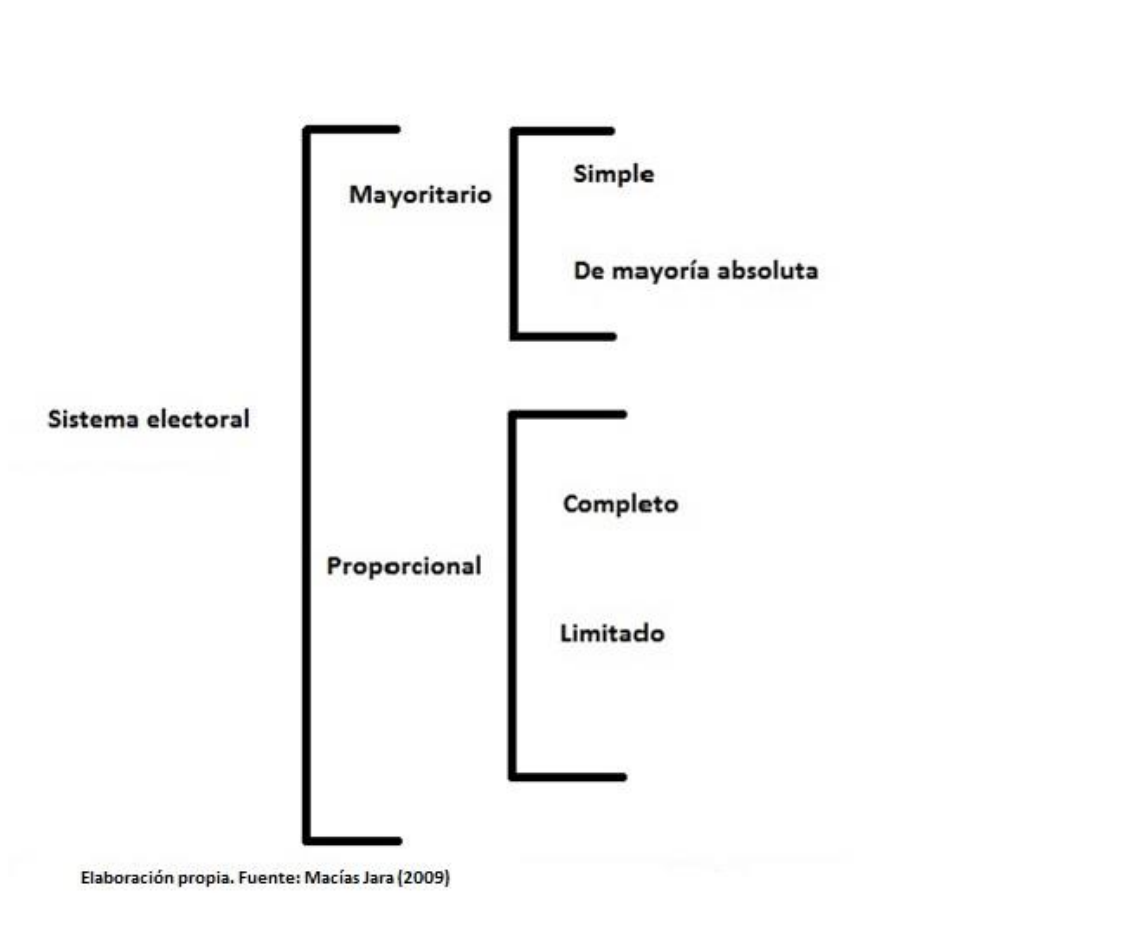 Sistema electoral
Mayoritario
Simple
De mayoría absoluta
Proporcional
Completo
Limitado
Elaboración propia. Fuente: Macías Jara (2009)